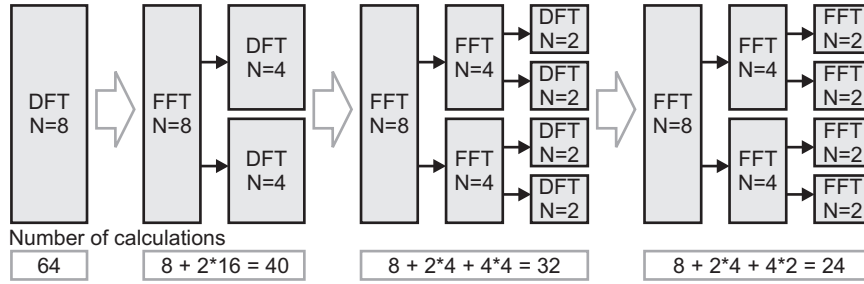 DFT
N=8
FFT
N=8
DFT
N=4
DFT
N=4
FFT
N=8
FFT
N=4
FFT
N=4
DFT
N=2
DFT
N=2
DFT
N=2
DFT
N=2
FFT
N=8
FFT
N=4
FFT
N=4
FFT
N=2
FFT
N=2
FFT
N=2
FFT
N=2
Number of calculations
64
8 + 2*16 = 40
8 + 2*4 + 4*4 = 32
8 + 2*4 + 4*2 = 24